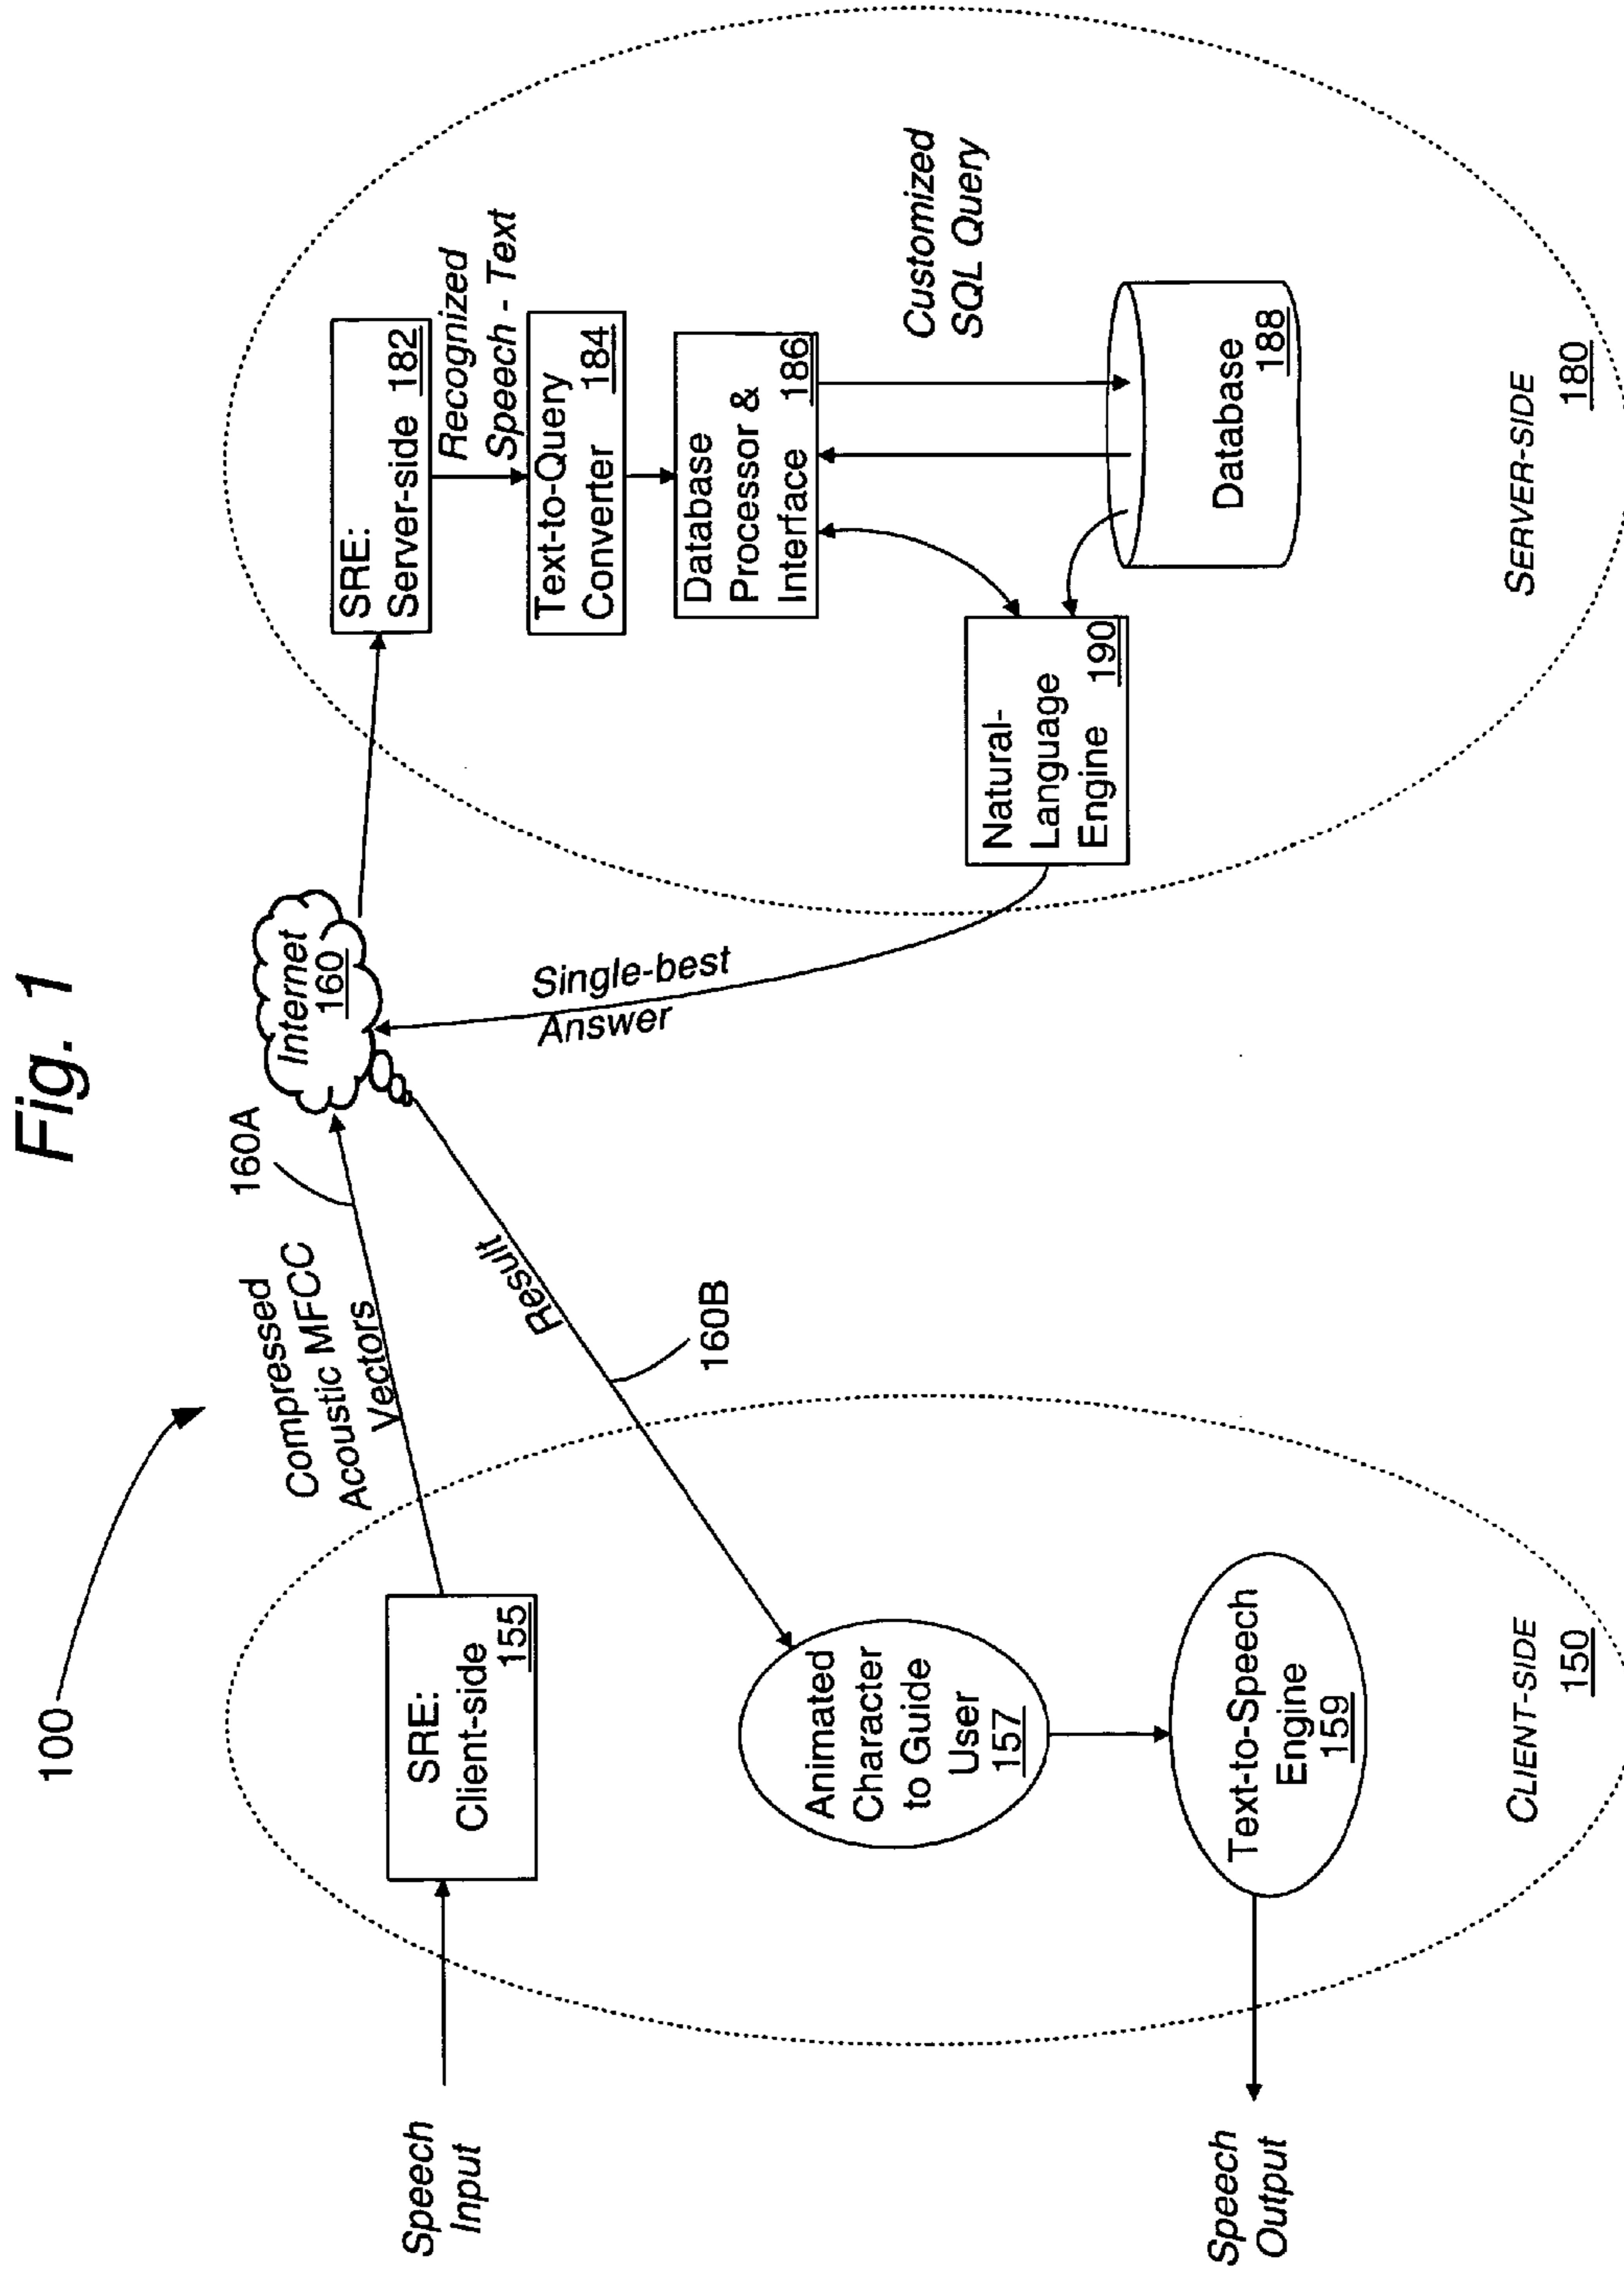 Fig. 1
100
Speech
Input
SRE:
Client-side
155
Compressed
Acoustic MFCC
Vectors
160A
Internet
160
Result
160B
Animated
Character
to Guide
User
157
Text-to-Speech
Engine
159
Speech
Output
CLIENT-SIDE
150
Single-best
Answer
SRE:
Server-side 182
Recognized
Speech - Text
Text-to-Query
Converter 184
Database
Processor &
Interface 186
Customized
SQL Query
Natural-
Language
Engine 190
Database
188
SERVER-SIDE
180